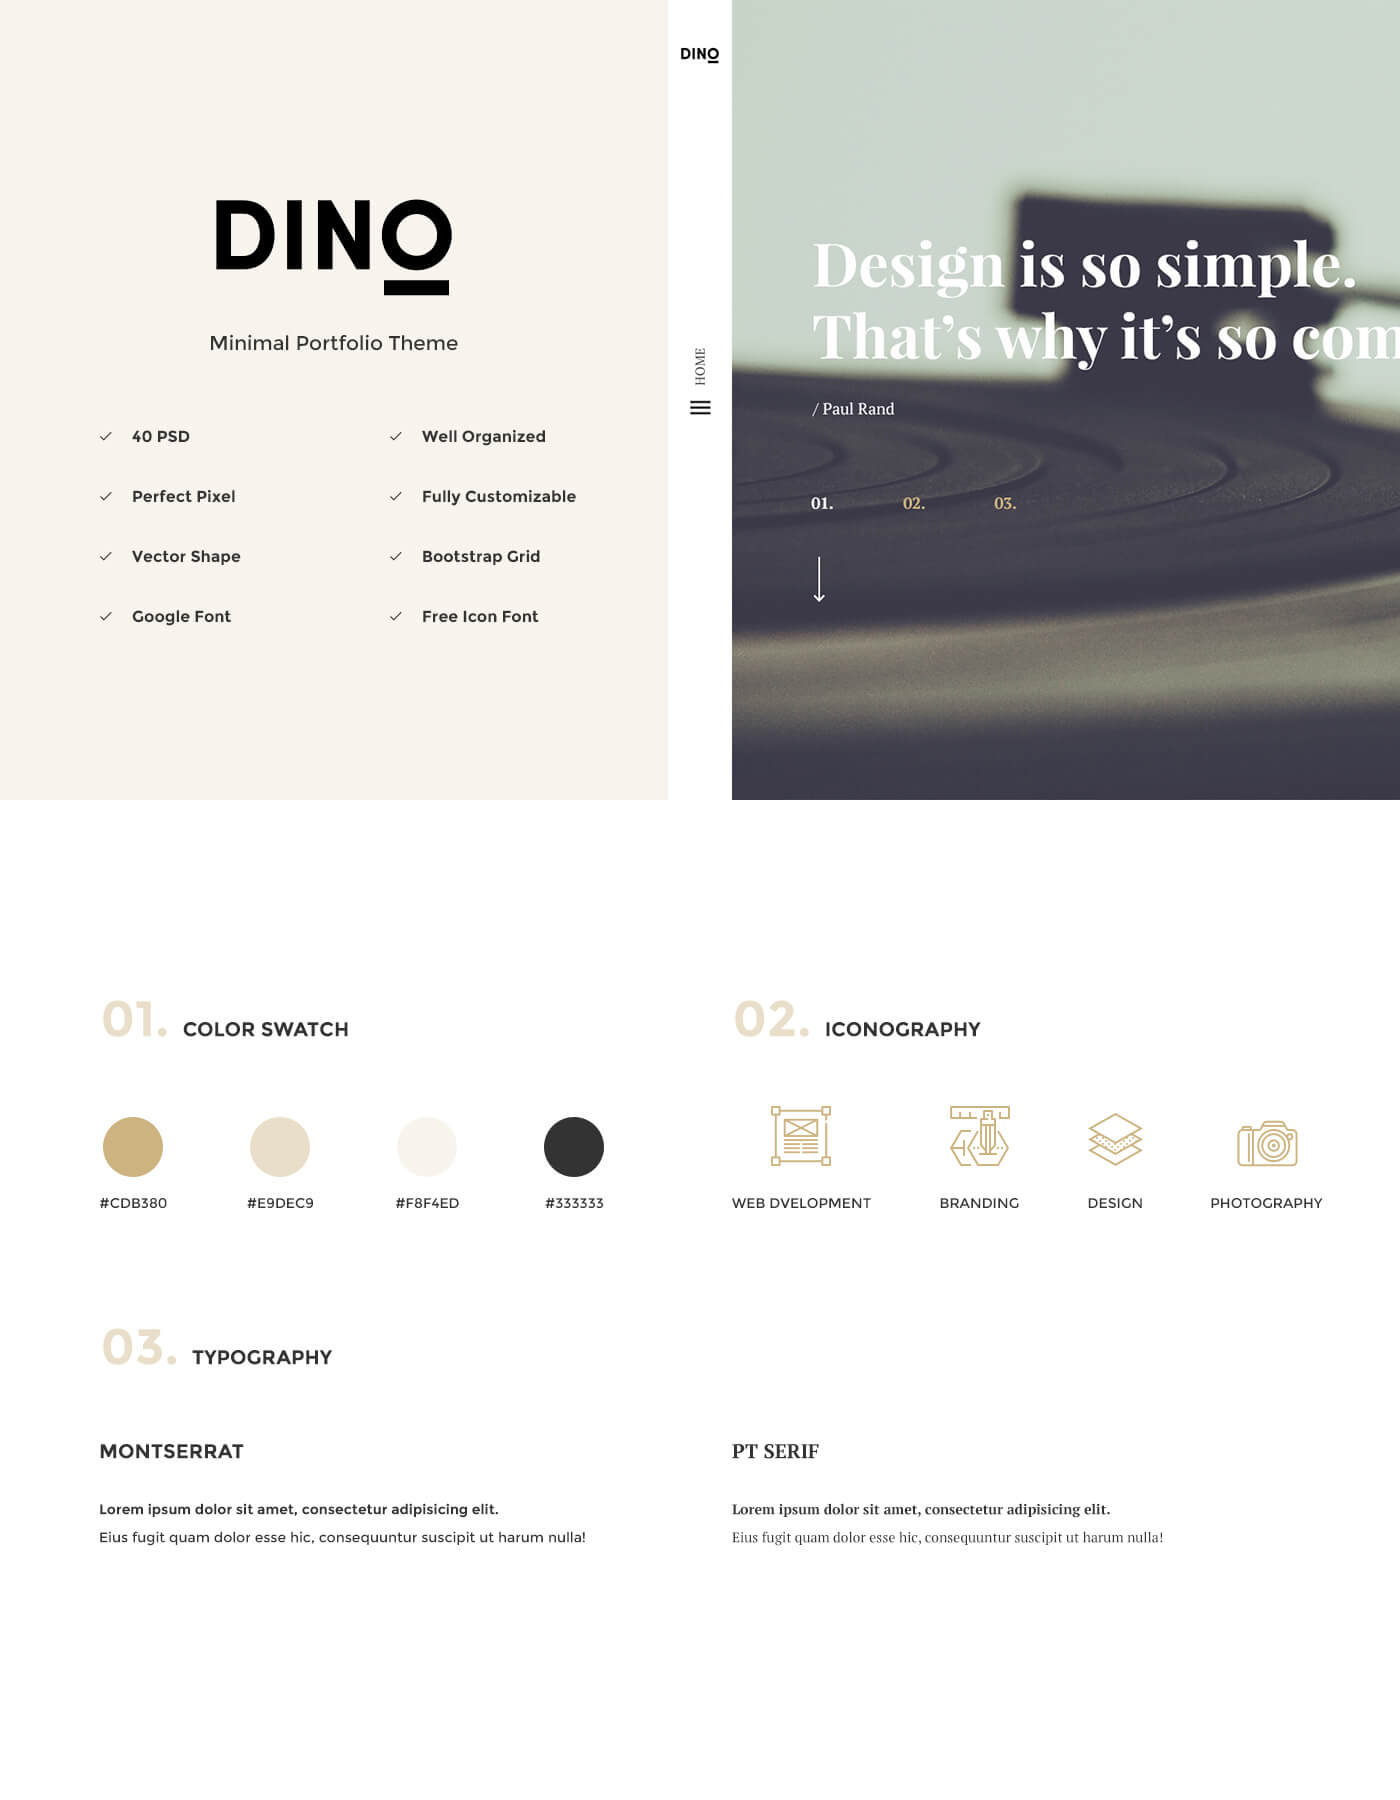 DINO
Minimal Portfolio Theme
40 PSD
Well Organized
Perfect Pixel
Fully Customizable
Vector Shape
Bootstrap Grid
Google Font
Free Icon Font
DINO
HOME
Design is so simple.
That’s why it’s so com
/ Paul Rand
01. 02. 03.
01. COLOR SWATCH
#CDB380 #E9DEC9 #F8F4ED #333333
02. ICONOGRAPHY
WEB DVELOPMENT BRANDING DESIGN PHOTOGRAPHY
03. TYPOGRAPHY
MONTSERRAT
Lorem ipsum dolor sit amet, consectetur adipisicing elit.
Eius fugit quam dolor esse hic, consequuntur suscipit ut harum nulla!
PT SERIF
Lorem ipsum dolor sit amet, consectetur adipisicing elit.
Eius fugit quam dolor esse hic, consequuntur suscipit ut harum nulla!